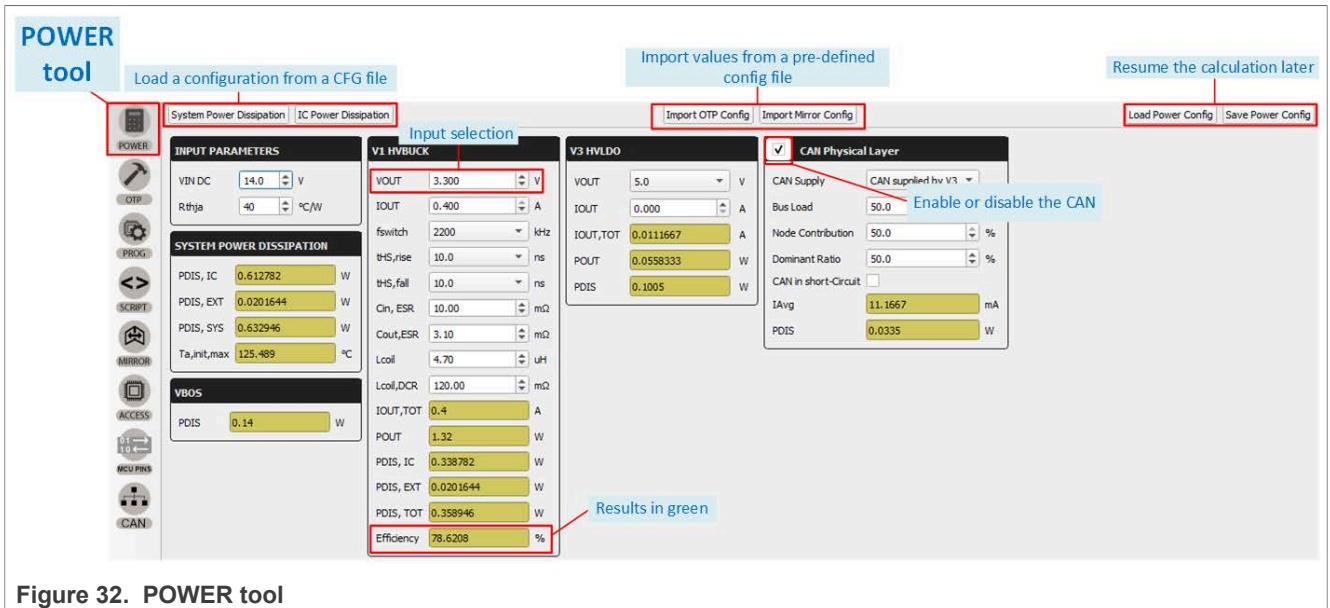 POWER
tool
Load a configuration from a CFG file
Import values from a pre-defined
config file
Resume the calculation later
System Power Dissipation
IC Power Dissipation
Import OTP Config
Import Mirror Config
Load Power Config
Save Power Config
POWER
OTP
PROG
SCRIPT
MIRROR
ACCESS
01
10
MCU PINS
CAN
INPUT PARAMETERS
VIN DC 14.0 V
Rthja 40 °C/W
SYSTEM POWER DISSIPATION
PDIS, IC 0.612782 W
PDIS, EXT 0.0201644 W
PDIS, SYS 0.632946 W
Ta,init,max 125.489 °C
VBOS
PDIS 0.14 W
Input selection
V1 HVBUCK
VOUT 3.300 V
IOUT 0.400 A
fswitch 2200 kHz
tHS,rise 10.0 ns
tHS,fall 10.0 ns
Cin, ESR 10.00 mΩ
Cout,ESR 3.10 mΩ
Lcoil 4.70 uH
Lcoil,DCR 120.00 mΩ
IOUT,TOT 0.4 A
POUT 1.32 W
PDIS, IC 0.338782 W
PDIS, EXT 0.0201644 W
PDIS, TOT 0.358946 W
Efficiency 78.6208 %
Results in green
V3 HVLDO
VOUT 5.0 V
IOUT 0.000 A
IOUT,TOT 0.0111667 A
POUT 0.0558333 W
PDIS 0.1005 W
CAN Physical Layer
CAN Supply CAN supplied by V3
Enable or disable the CAN
Bus Load 50.0
Node Contribution 50.0 %
Dominant Ratio 50.0 %
CAN in short-Circuit
IAvg 11.1667 mA
PDIS 0.0335 W
Figure 32. POWER tool